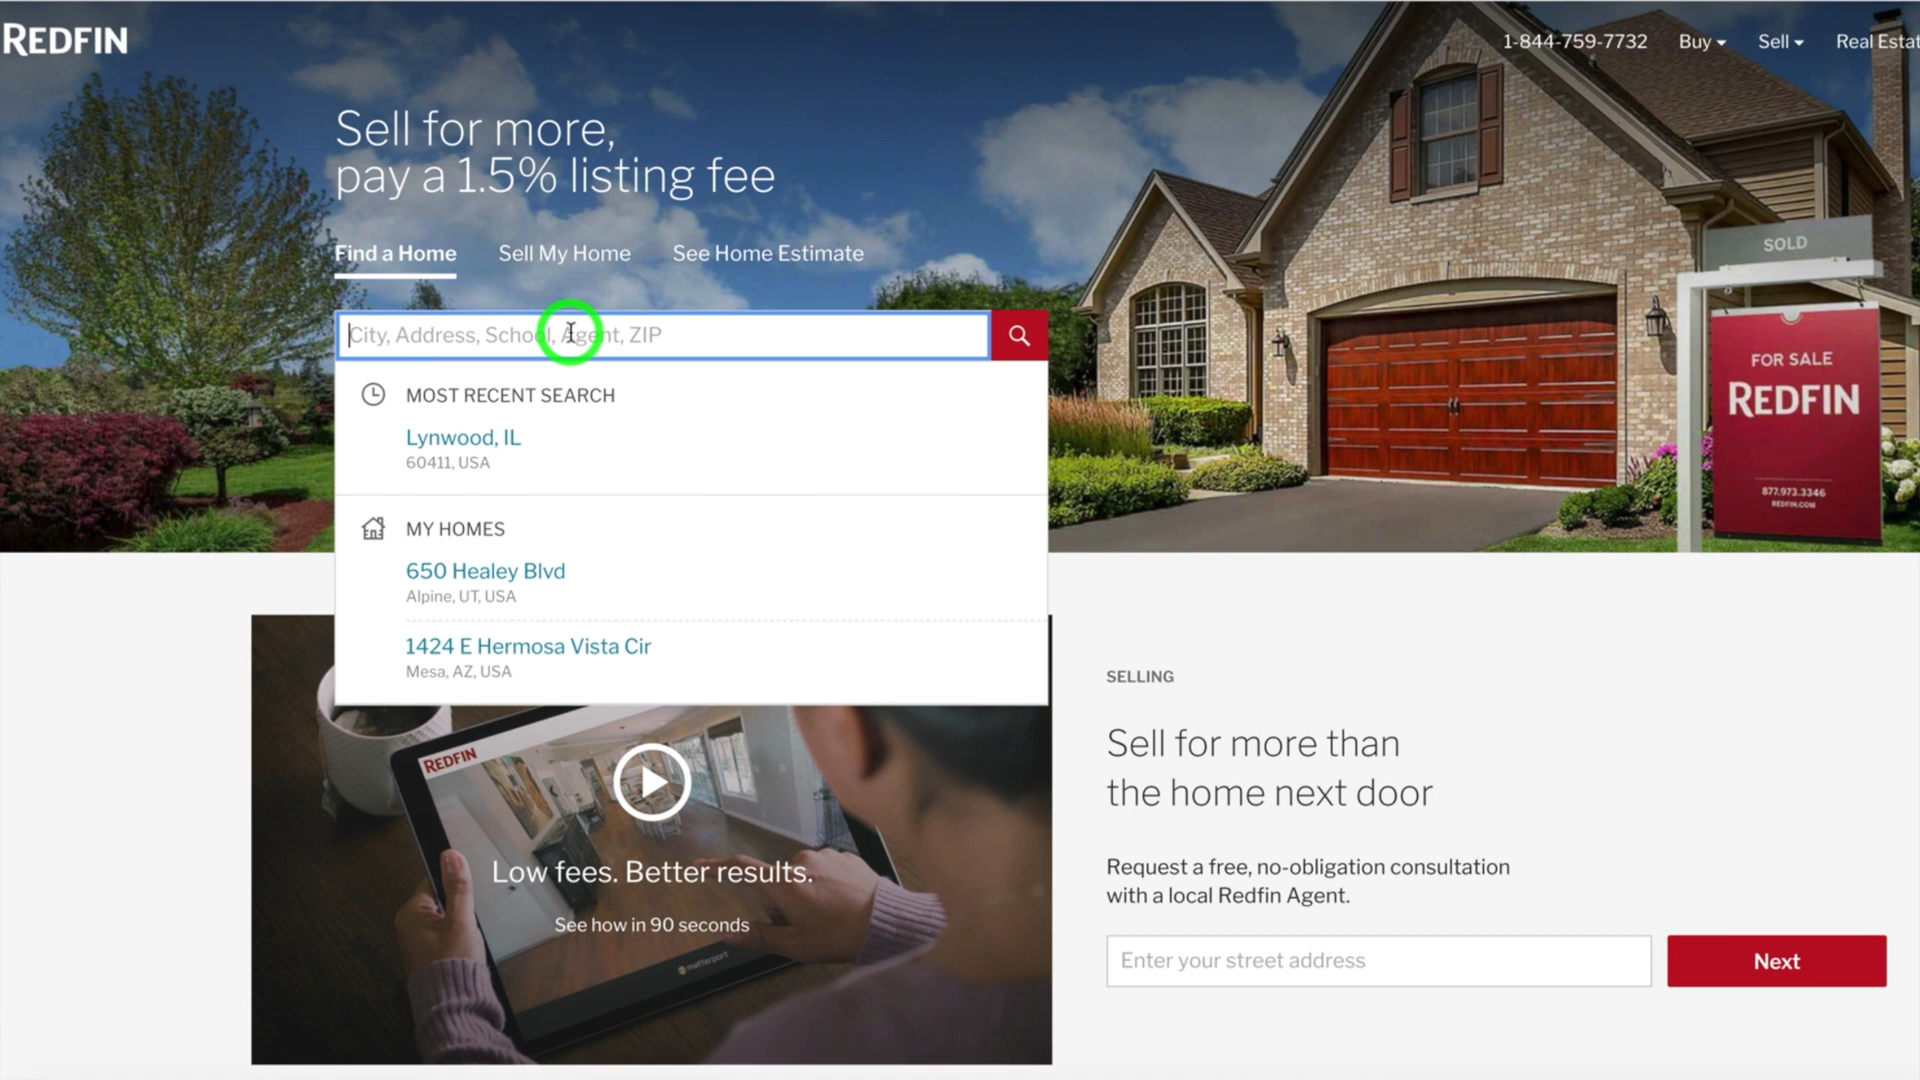 REDFIN
1-844-759-7732
Buy
Sell
Real Estat
Sell for more,
pay a 1.5% listing fee
Find a Home
Sell My Home
See Home Estimate
City, Address, School, Agent, ZIP
MOST RECENT SEARCH
Lynwood, IL
60411, USA
MY HOMES
650 Healey Blvd
Alpine, UT, USA
1424 E Hermosa Vista Cir
Mesa, AZ, USA
SOLD
FOR SALE
REDFIN
877.973.3346
REDFIN.COM
REDFIN
Low fees. Better results.
See how in 90 seconds
matterport
SELLING
Sell for more than
the home next door
Request a free, no-obligation consultation
with a local Redfin Agent.
Enter your street address
Next